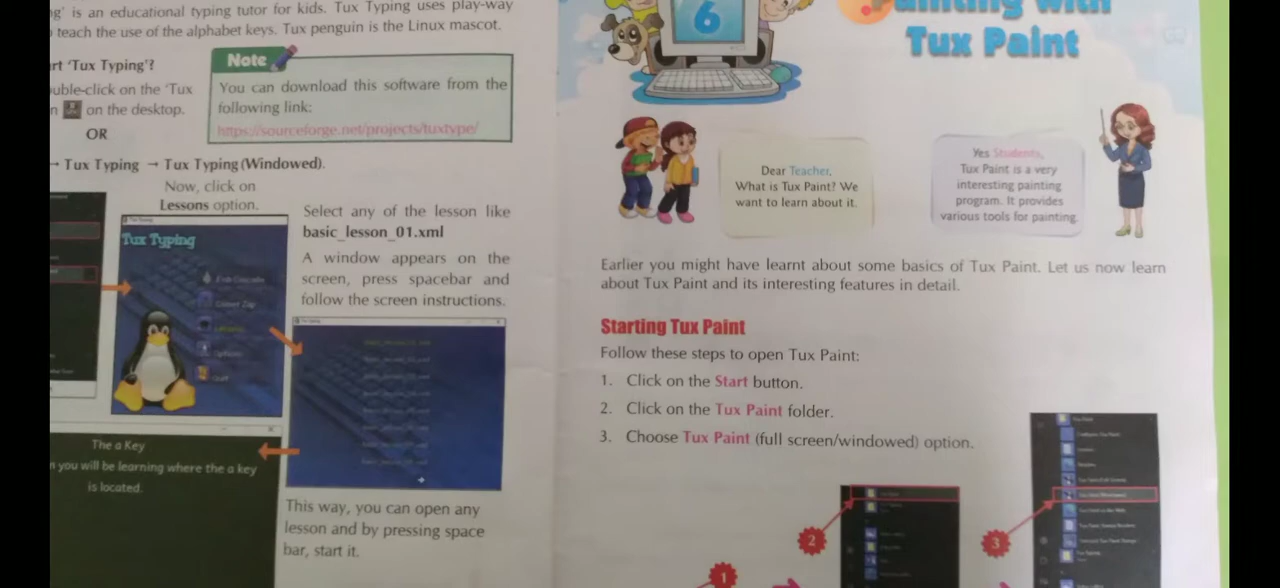 is an educational typing tutor for kids. Tux Typing uses play-way
teach the use of the alphabet keys. Tux penguin is the Linux mascot.
rt 'Tux Typing'?
uble-click on the 'Tux
n on the desktop.
OR
→ Tux Typing → Tux Typing (Windowed).
Note
You can download this software from the
following link:
https://sourceforge.net/projects/tuxtype/
Now, click on
Lessons option.
Tux Typing
Lessons
Options
Quit
Select any of the lesson like
basic_lesson_01.xml
A window appears on the
screen, press spacebar and
follow the screen instructions.
The a Key
n you will be learning where the a key
is located.
This way, you can open any
lesson and by pressing space
bar, start it.
6
Painting with
Tux Paint
Dear Teacher,
What is Tux Paint? We
want to learn about it.
Yes Students,
Tux Paint is a very
interesting painting
program. It provides
various tools for painting.
Earlier you might have learnt about some basics of Tux Paint. Let us now learn
about Tux Paint and its interesting features in detail.
Starting Tux Paint
Follow these steps to open Tux Paint:
1. Click on the Start button.
2. Click on the Tux Paint folder.
3. Choose Tux Paint (full screen/windowed) option.
2
3
1